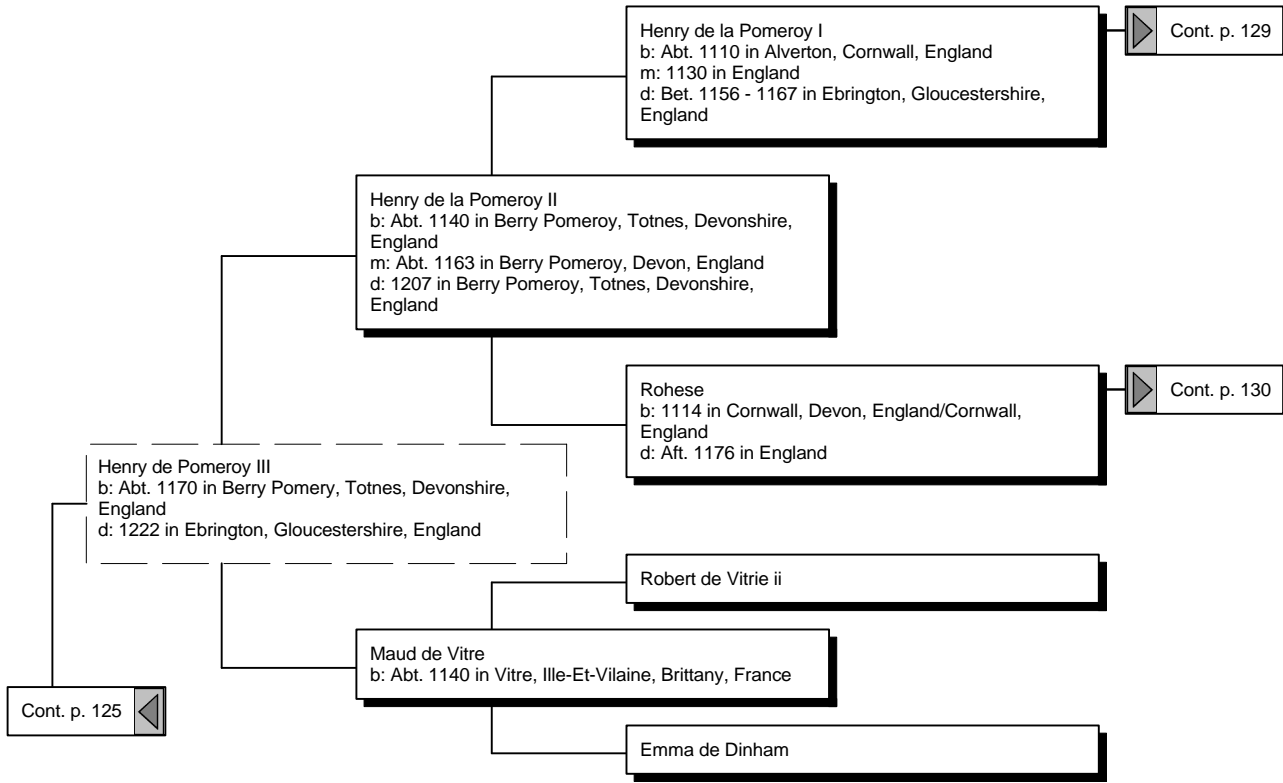 Henry de la Pomeroy I
b: Abt. 1110 in Alverton, Cornwall, England
m: 1130 in England
d: Bet. 1156 - 1167 in Ebrington, Gloucestershire,
England
Cont. p. 129
Henry de la Pomeroy II
b: Abt. 1140 in Berry Pomeroy, Totnes, Devonshire,
England
m: Abt. 1163 in Berry Pomeroy, Devon, England
d: 1207 in Berry Pomeroy, Totnes, Devonshire,
England
Rohese
b: 1114 in Cornwall, Devon, England/Cornwall,
England
d: Aft. 1176 in England
Cont. p. 130
Henry de Pomeroy III
b: Abt. 1170 in Berry Pomery, Totnes, Devonshire,
England
d: 1222 in Ebrington, Gloucestershire, England
Robert de Vitrie ii
Maud de Vitre
b: Abt. 1140 in Vitre, Ille-Et-Vilaine, Brittany, France
Cont. p. 125
Emma de Dinham